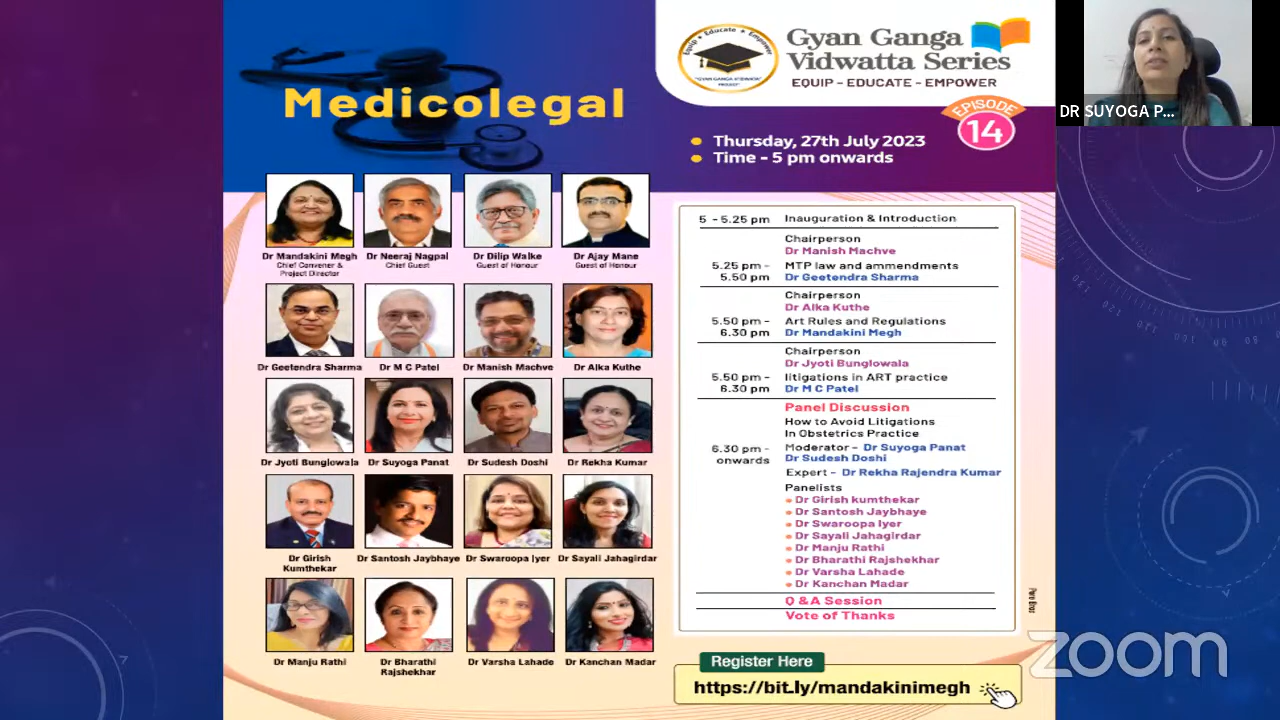 Medicolegal
Equip ★ Educate ★ Empower
Gyan Ganga
Vidwatta Series
EQUIP - EDUCATE - EMPOWER
EPISODE
14
Thursday, 27th July 2023
Time - 5 pm onwards
DR SUYOGA P...
Dr Mandakini Megh
Chief Convener &
Project Director
Dr Neeraj Nagpal
Chief Guest
Dr Dilip Walke
Guest of Honour
Dr Ajay Mane
Guest of Honour
Dr Geetendra Sharma
Dr M C Patel
Dr Manish Machve
Dr Alka Kuthe
Dr Jyoti Bunglowala
Dr Suyoga Panat
Dr Sudesh Doshi
Dr Rekha Kumar
Dr Girish
Kumthekar
Dr Santosh Jaybhaye
Dr Swaroopa Iyer
Dr Sayali Jahagirdar
Dr Manju Rathi
Dr Bharathi
Rajshekhar
Dr Varsha Lahade
Dr Kanchan Madar
5 - 5.25 pm Inauguration & Introduction
Chairperson
Dr Manish Machve
5.25 pm - MTP law and ammendments
5.50 pm Dr Geetendra Sharma
Chairperson
Dr Alka Kuthe
5.50 pm - Art Rules and Regulations
6.30 pm Dr Mandakini Megh
Chairperson
Dr Jyoti Bunglowala
5.50 pm - litigations in ART practice
6.30 pm Dr M C Patel
Panel Discussion
How to Avoid Litigations
In Obstetrics Practice
6.30 pm - Moderator - Dr Suyoga Panat
onwards Dr Sudesh Doshi
Expert - Dr Rekha Rajendra Kumar
Panelists
Dr Girish kumthekar
Dr Santosh Jaybhaye
Dr Swaroopa Iyer
Dr Sayali Jahagirdar
Dr Manju Rathi
Dr Bharathi Rajshekhar
Dr Varsha Lahade
Dr Kanchan Madar
Q & A Session
Vote of Thanks
Register Here
https://bit.ly/mandakinimegh
zoom